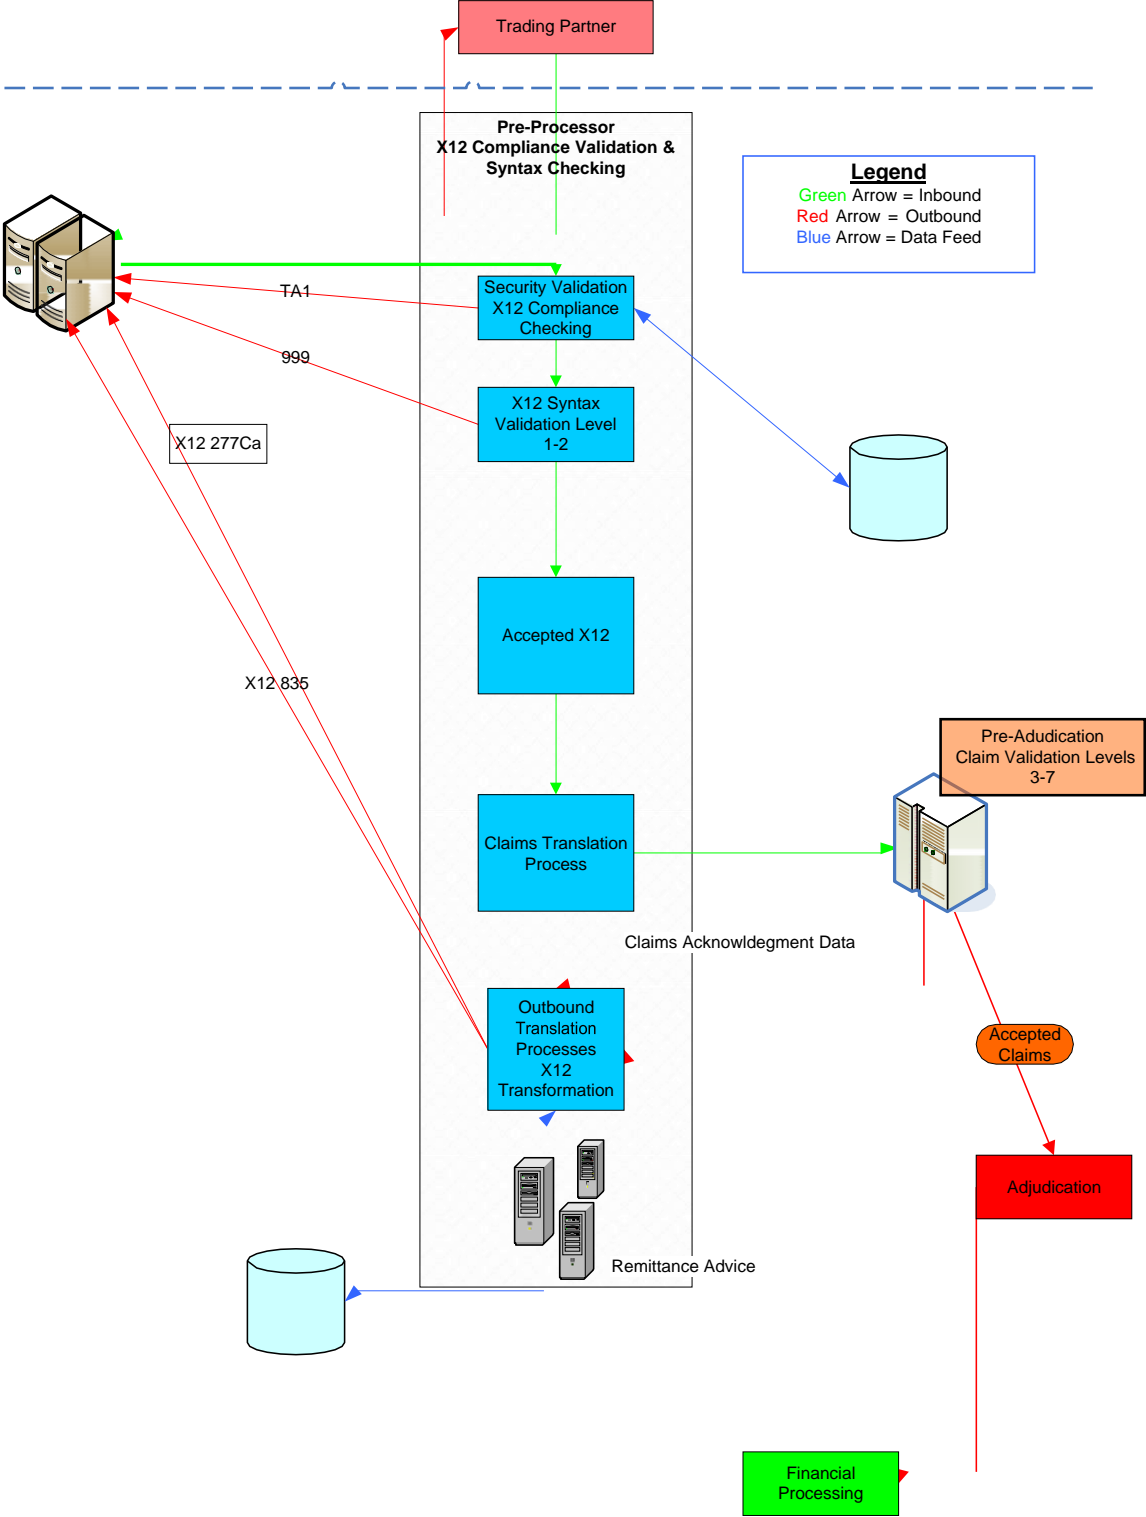 Trading Partner
Pre-Processor
X12 Compliance Validation &
Syntax Checking
Legend
Green Arrow = Inbound
Red Arrow = Outbound
Blue Arrow = Data Feed
Security Validation
X12 Compliance
Checking
TA1
999
X12 Syntax
Validation Level
1-2
X12 277Ca
Accepted X12
X12 835
Pre-Adudication
Claim Validation Levels
3-7
Claims Translation
Process
Claims Acknowldegment Data
Outbound
Translation
Processes
X12
Transformation
Accepted
Claims
Adjudication
Remittance Advice
Financial
Processing